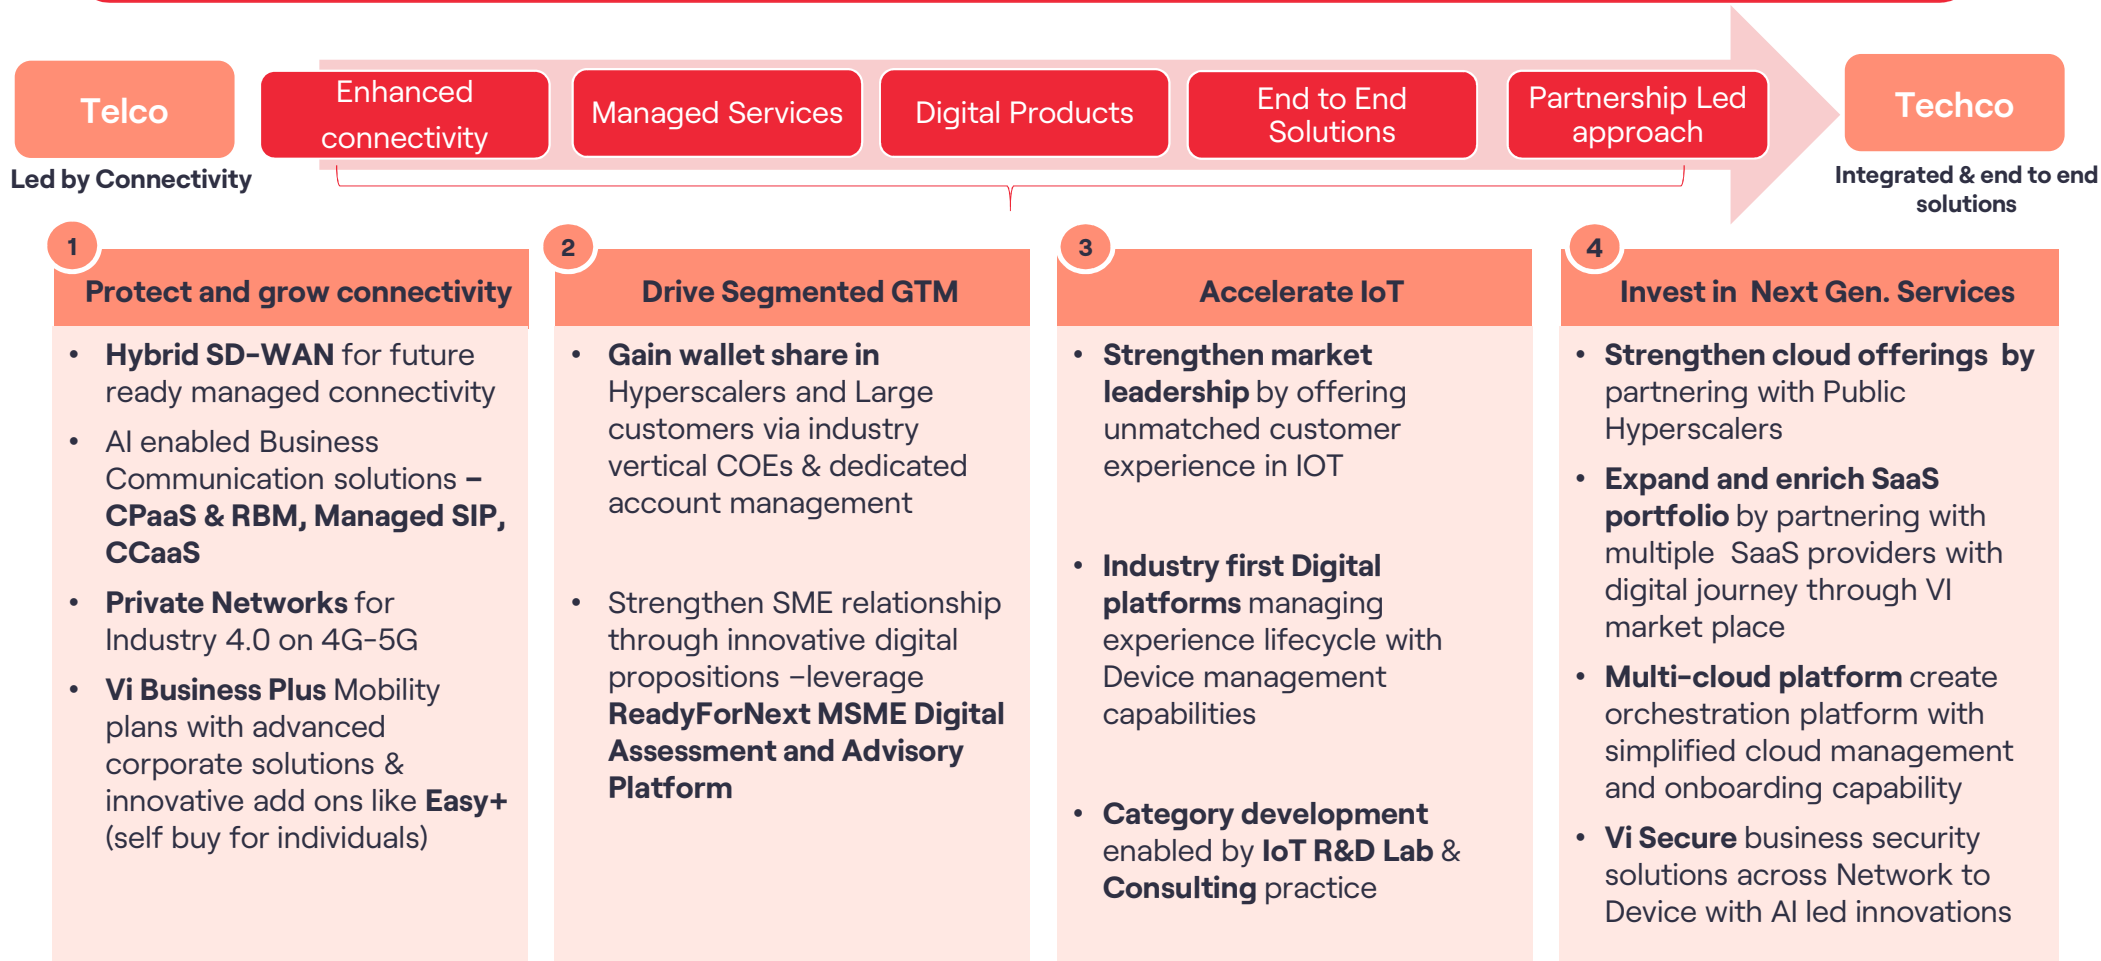 Telco
Led by Connectivity
Enhanced
connectivity
Managed Services
Digital Products
End to End
Solutions
Partnership Led
approach
Techco
Integrated & end to end
solutions
1
Protect and grow connectivity
• Hybrid SD-WAN for future
ready managed connectivity
• AI enabled Business
Communication solutions –
CPaaS & RBM, Managed SIP,
CCaaS
• Private Networks for
Industry 4.0 on 4G-5G
• Vi Business Plus Mobility
plans with advanced
corporate solutions &
innovative add ons like Easy+
(self buy for individuals)
2
Drive Segmented GTM
• Gain wallet share in
Hyperscalers and Large
customers via industry
vertical COEs & dedicated
account management
• Strengthen SME relationship
through innovative digital
propositions –leverage
ReadyForNext MSME Digital
Assessment and Advisory
Platform
3
Accelerate IoT
• Strengthen market
leadership by offering
unmatched customer
experience in IOT
• Industry first Digital
platforms managing
experience lifecycle with
Device management
capabilities
• Category development
enabled by IoT R&D Lab &
Consulting practice
4
Invest in Next Gen. Services
• Strengthen cloud offerings by
partnering with Public
Hyperscalers
• Expand and enrich SaaS
portfolio by partnering with
multiple SaaS providers with
digital journey through VI
market place
• Multi-cloud platform create
orchestration platform with
simplified cloud management
and onboarding capability
• Vi Secure business security
solutions across Network to
Device with AI led innovations